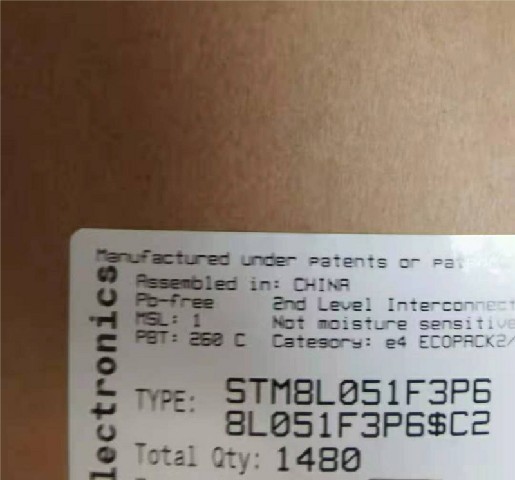 Manufactured under patents or pat
Assembled in: CHINA
Pb-free 2nd Level Interconnect
MSL: 1 Not moisture sensitive
PBT: 260 C Category: e4 ECOPACK2/
lectronics
TYPE: STM8L051F3P6
8L051F3P6$C2
Total Qty: 1480